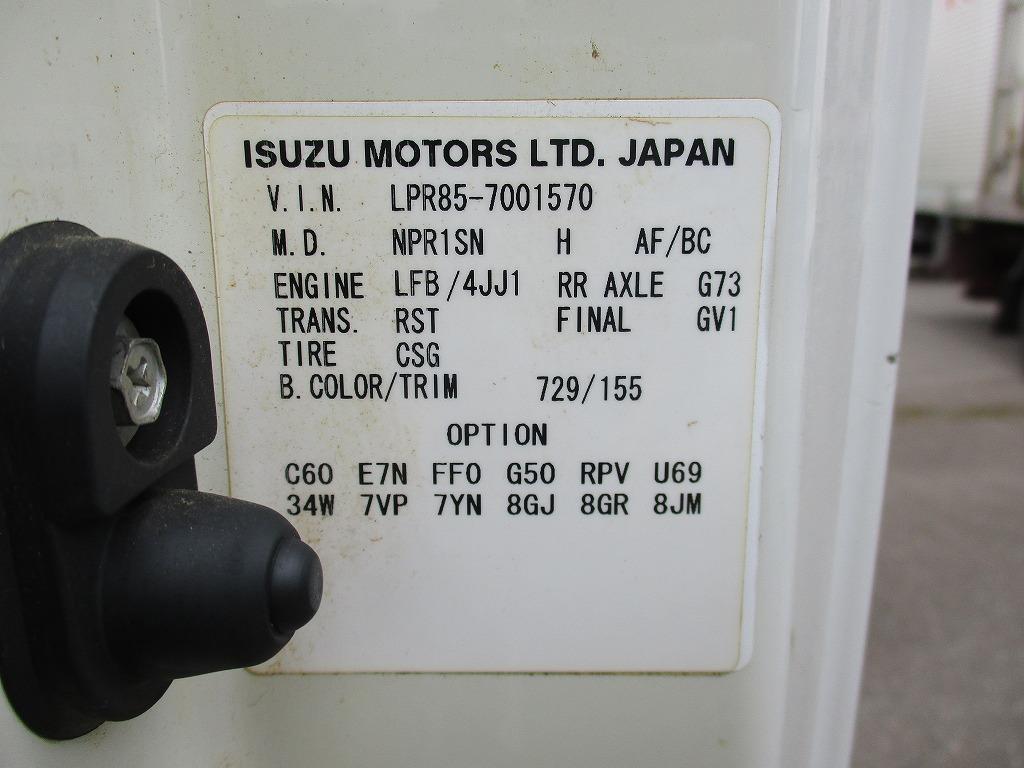 ISUZU MOTORS LTD. JAPAN
V.I.N. LPR85-7001570
M.D. NPR1SN H AF/BC
ENGINE LFB/4JJ1 RR AXLE G73
TRANS. RST FINAL GV1
TIRE CSG
B.COLOR/TRIM 729/155
OPTION
C60 E7N FF0 G50 RPV U69
34W 7VP 7YN 8GJ 8GR 8JM